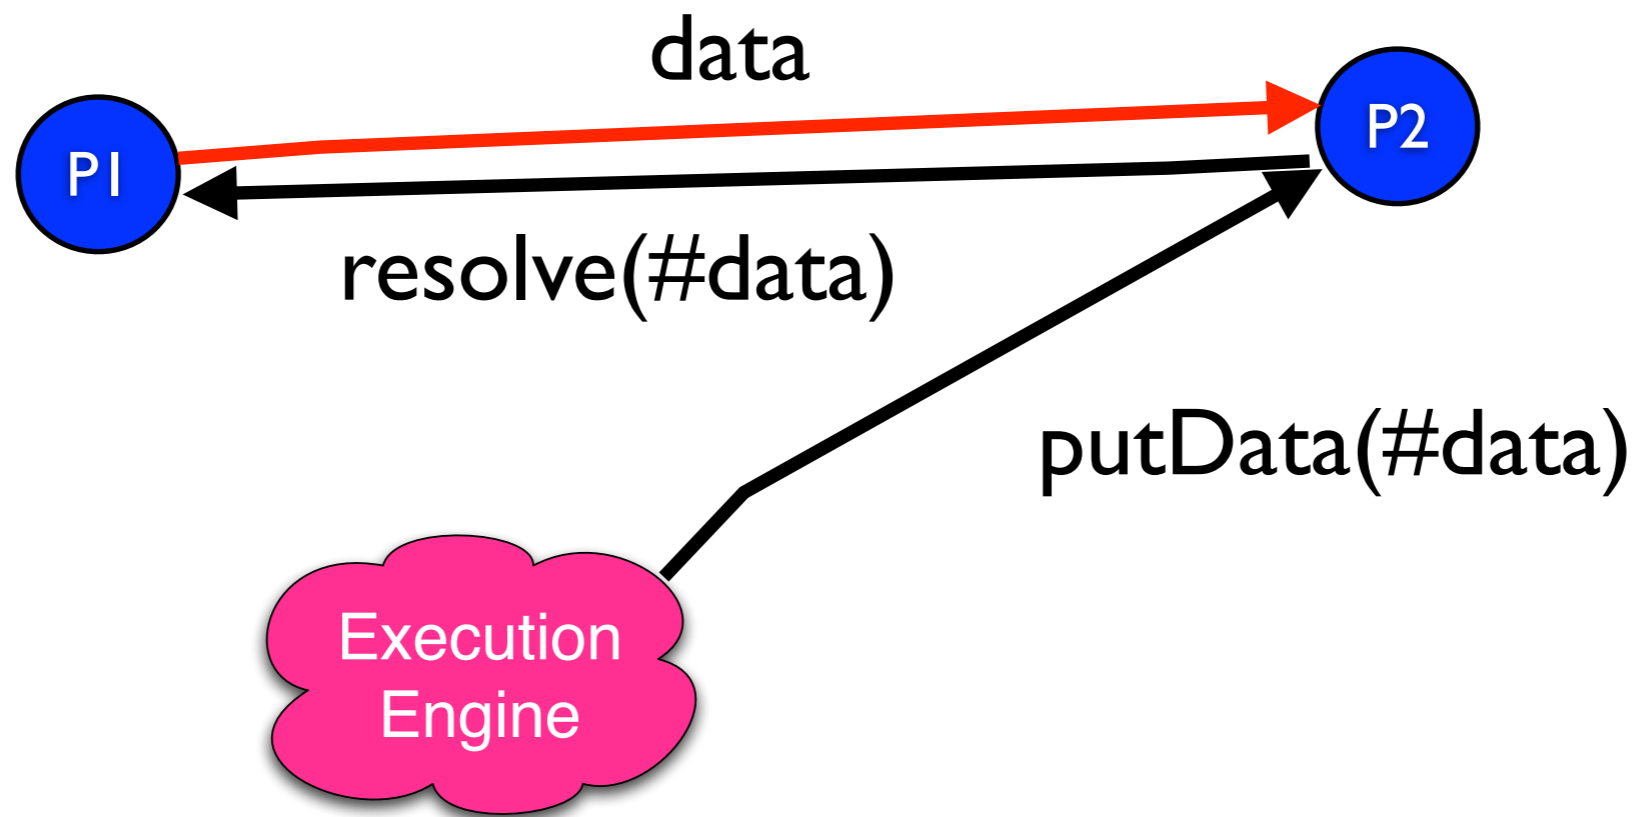 data
P1
P2
resolve(#data)
putData(#data)
Execution
Engine